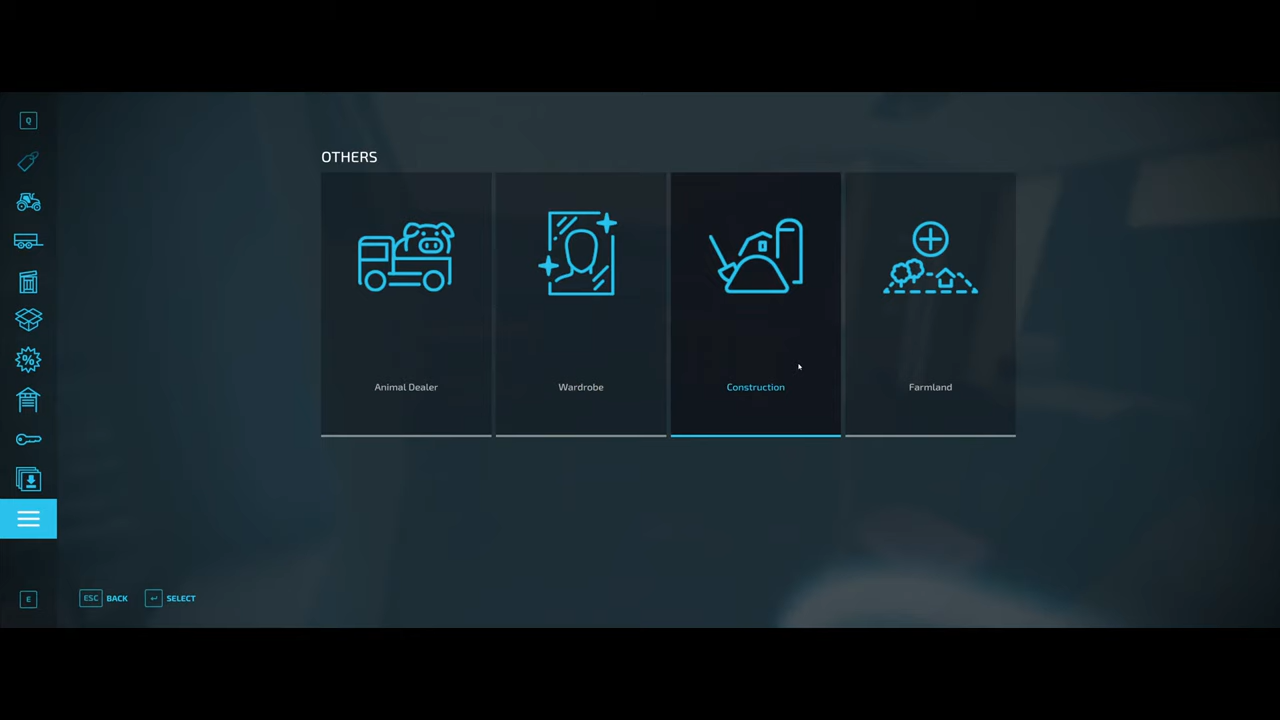 Q
OTHERS
Animal Dealer
Wardrobe
Construction
Farmland
%
E
ESC BACK
SELECT